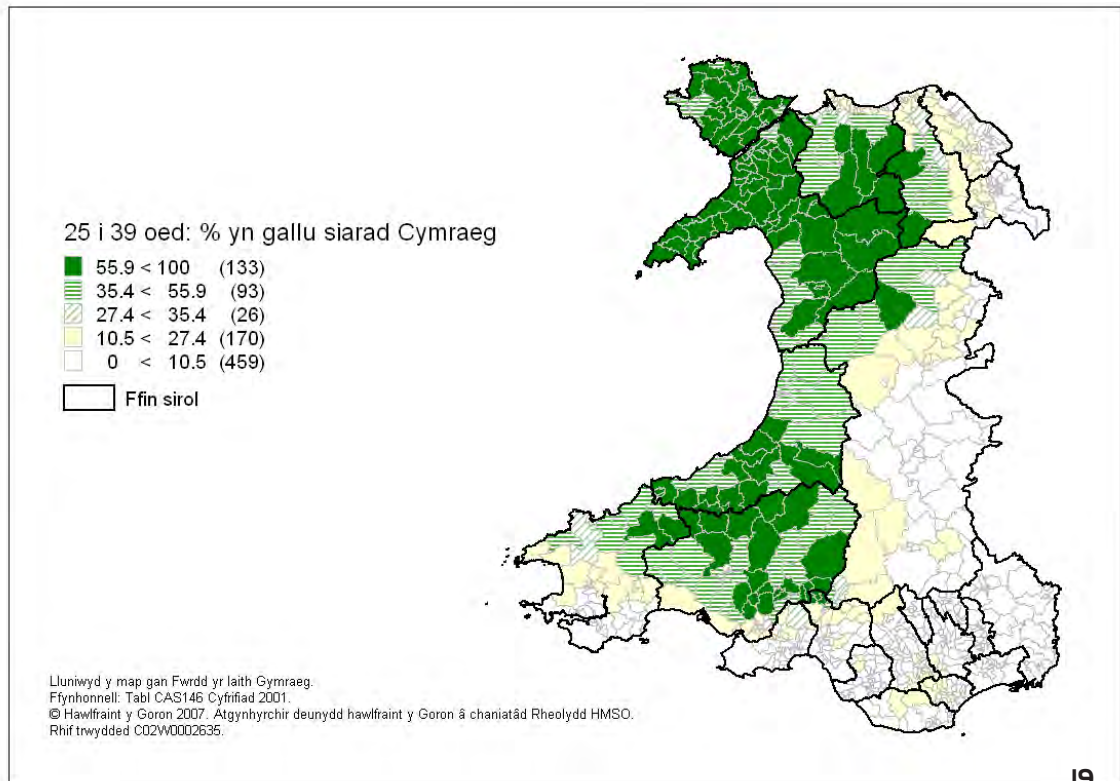 25 i 39 oed: % yn gallu siarad Cymraeg
55.9 < 100 (133)
35.4 < 55.9 (93)
27.4 < 35.4 (26)
10.5 < 27.4 (170)
0 < 10.5 (459)
Ffin sirol
Lluniwyd y map gan Fwrdd yr Iaith Gymraeg.
Ffynhonnell: Tabl CAS146 Cyfrifiad 2001.
© Hawlfraint y Goron 2007. Atgynhyrchir deunydd hawlfraint y Goron â chaniatâd Rheolydd HMSO.
Rhif trwydded C02W0002635.
19